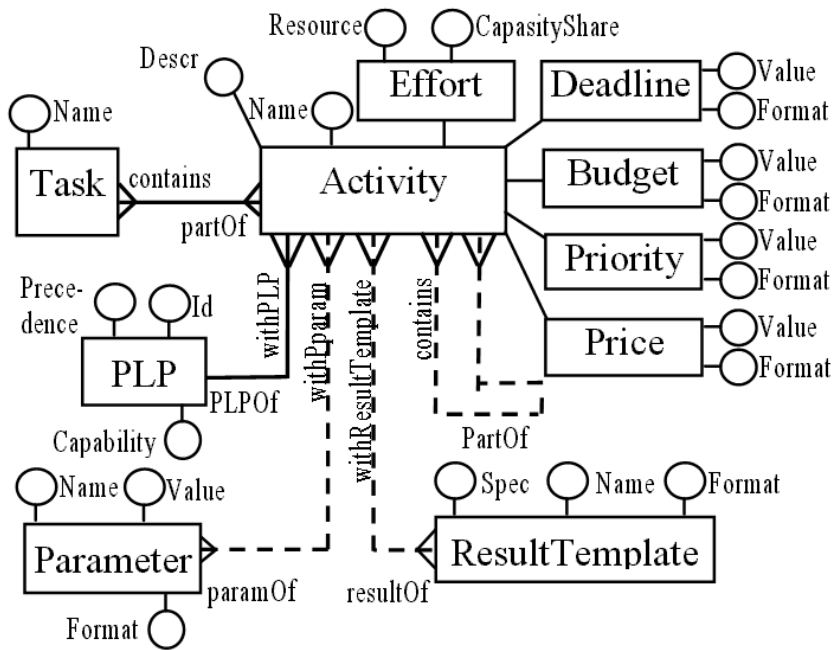 Resource
CapasityShare
Descr
Effort
Deadline
Value
Format
Name
Name
Task
contains
partOf
Activity
Budget
Value
Format
Priority
Value
Format
Prece-
dence
Id
withPLP
withPparam
withResultTemplate
contains
Price
Value
Format
PLP
PLPOf
Capability
PartOf
Name
Value
Spec
Name
Format
Parameter
paramOf
resultOf
ResultTemplate
Format